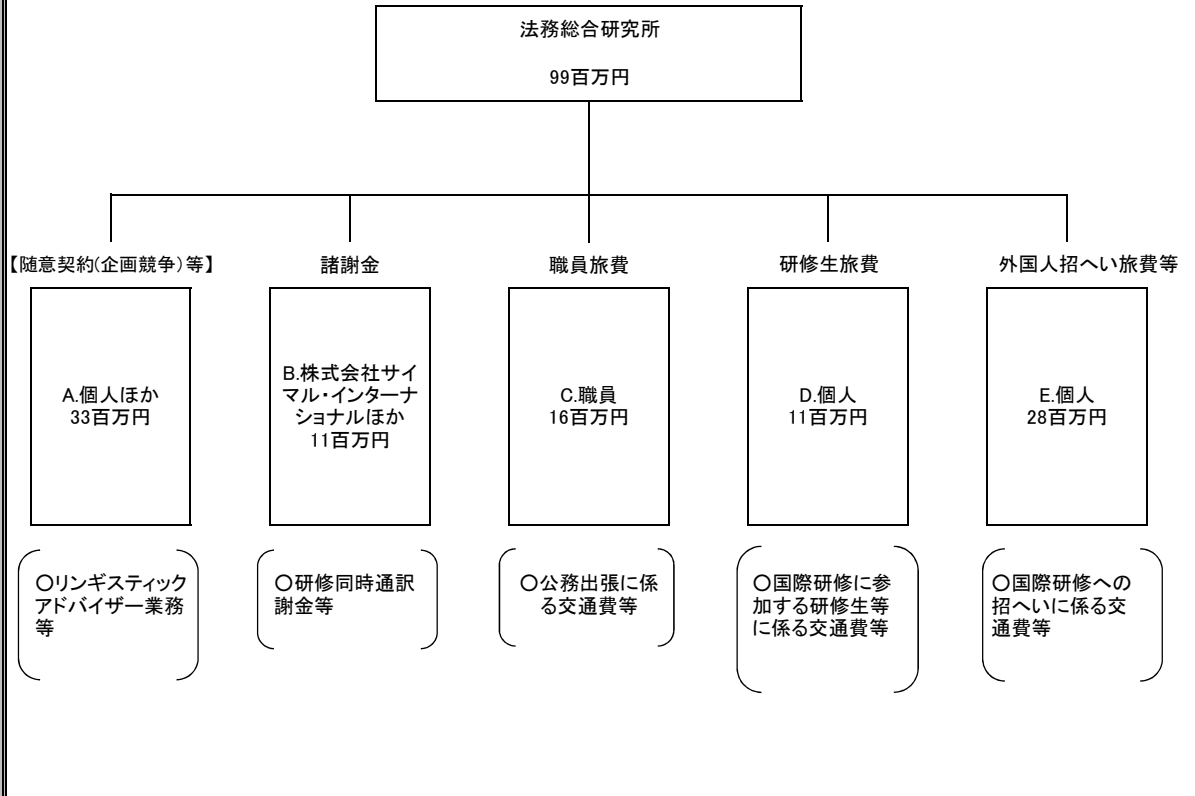 法務総合研究所
99百万円
【随意契約(企画競争)等】
諸謝金
職員旅費
研修生旅費
外国人招へい旅費等
A.個人ほか
33百万円
B.株式会社サイ
マル・インターナ
ショナルほか
11百万円
C.職員
16百万円
D.個人
11百万円
E.個人
28百万円
〇リンギスティック
アドバイザー業務
等
〇研修同時通訳
謝金等
〇公務出張に係
る交通費等
〇国際研修に参
加する研修生等
に係る交通費等
〇国際研修への
招へいに係る交
通費等